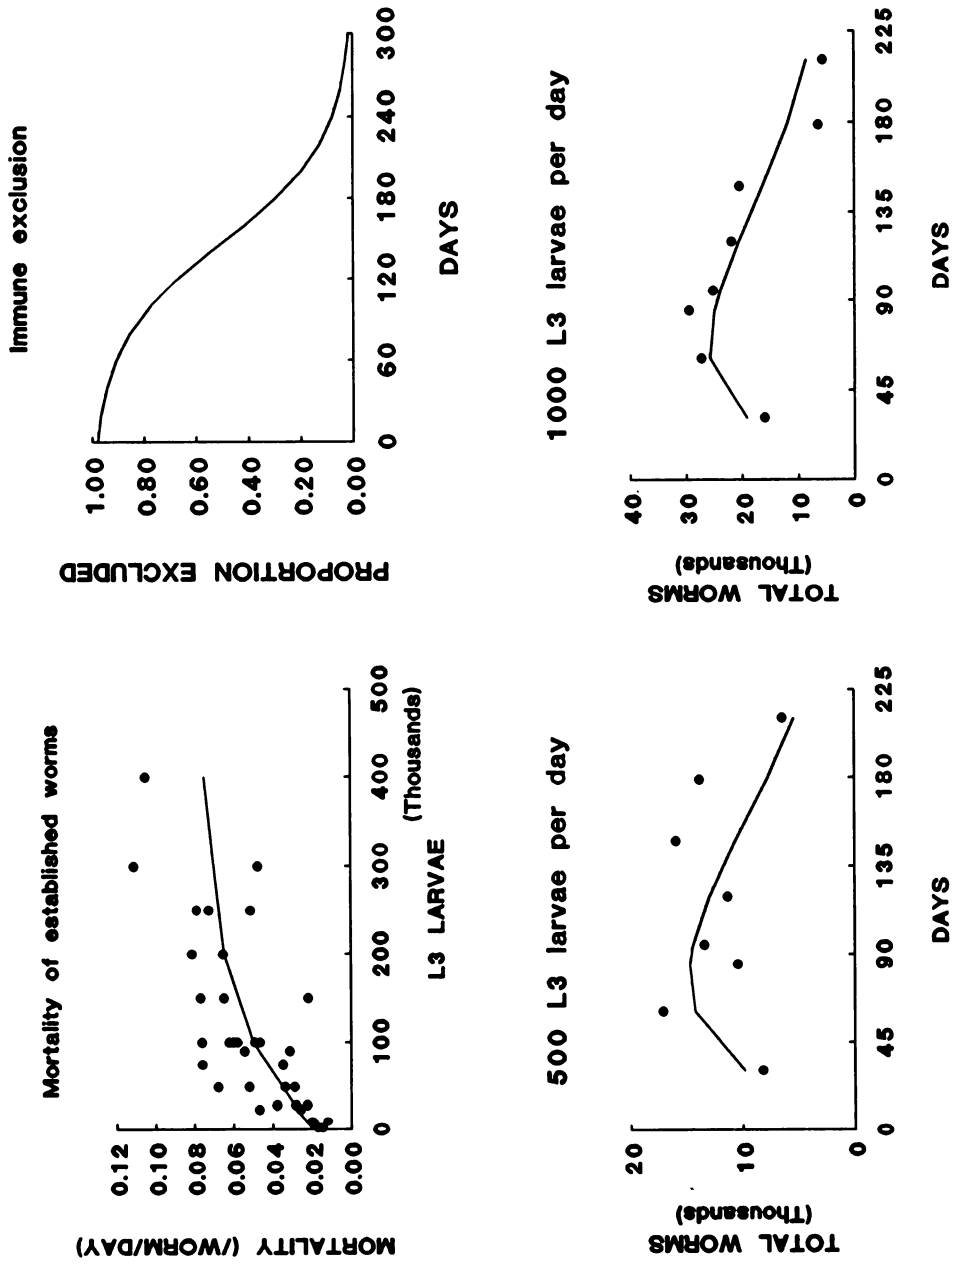 Mortality of established worms
MORTALITY (/WORM/DAY)
0.12
0.10
0.08
0.06
0.04
0.02
0.00
0 100 200 300 400 500
(Thousands)
L3 LARVAE
Immune exclusion
PROPORTION EXCLUDED
1.00
0.80
0.60
0.40
0.20
0.00
0 60 120 180 240 300
DAYS
500 L3 larvae per day
TOTAL WORMS
(Thousands)
20
10
0
0 45 90 135 180 225
DAYS
1000 L3 larvae per day
TOTAL WORMS
(Thousands)
40
30
20
10
0
0 45 90 135 180 225
DAYS